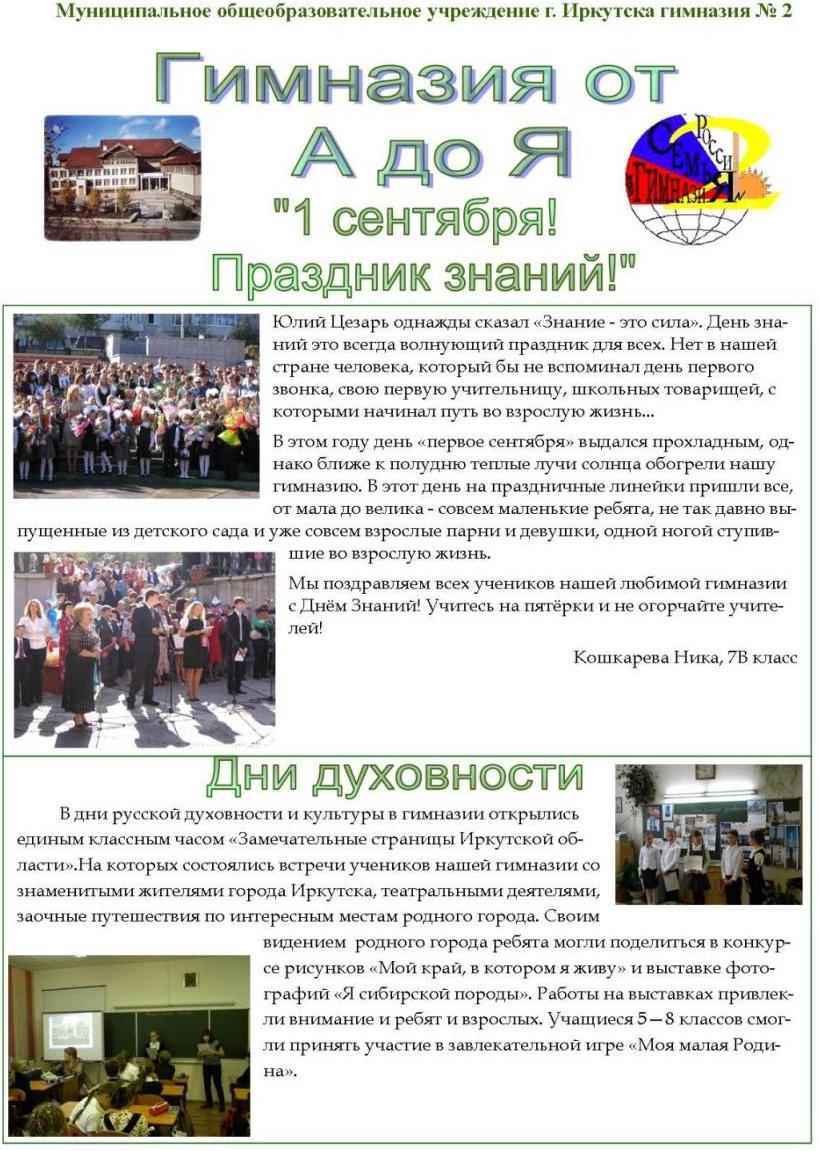 Муниципальное общеобразовательное учреждение г. Иркутска гимназия № 2
Гимназия от
А до Я
"1 сентября!
Праздник знаний!"
РОССИЯ
СЕМЬЯ
ГИМНАЗИЯ
2
Юлий Цезарь однажды сказал «Знание - это сила». День зна-
ний это всегда волнующий праздник для всех. Нет в нашей
стране человека, который бы не вспоминал день первого
звонка, свою первую учительницу, школьных товарищей, с
которыми начинал путь во взрослую жизнь...
В этом году день «первое сентября» выдался прохладным, од-
нако ближе к полудню теплые лучи солнца обогрели нашу
гимназию. В этот день на праздничные линейки пришли все,
от мала до велика - совсем маленькие ребята, не так давно вы-
пущенные из детского сада и уже совсем взрослые парни и девушки, одной ногой ступив-
шие во взрослую жизнь.
Мы поздравляем всех учеников нашей любимой гимназии
с Днём Знаний! Учитесь на пятёрки и не огорчайте учите-
лей!
Кошкарева Ника, 7В класс
Дни духовности
В дни русской духовности и культуры в гимназии открылись
единым классным часом «Замечательные страницы Иркутской об-
ласти».На которых состоялись встречи учеников нашей гимназии со
знаменитыми жителями города Иркутска, театральными деятелями,
заочные путешествия по интересным местам родного города. Своим
видением родного города ребята могли поделиться в конкур-
се рисунков «Мой край, в котором я живу» и выставке фото-
графий «Я сибирской породы». Работы на выставках привлек-
ли внимание и ребят и взрослых. Учащиеся 5—8 классов смог-
ли принять участие в завлекательной игре «Моя малая Роди-
на».